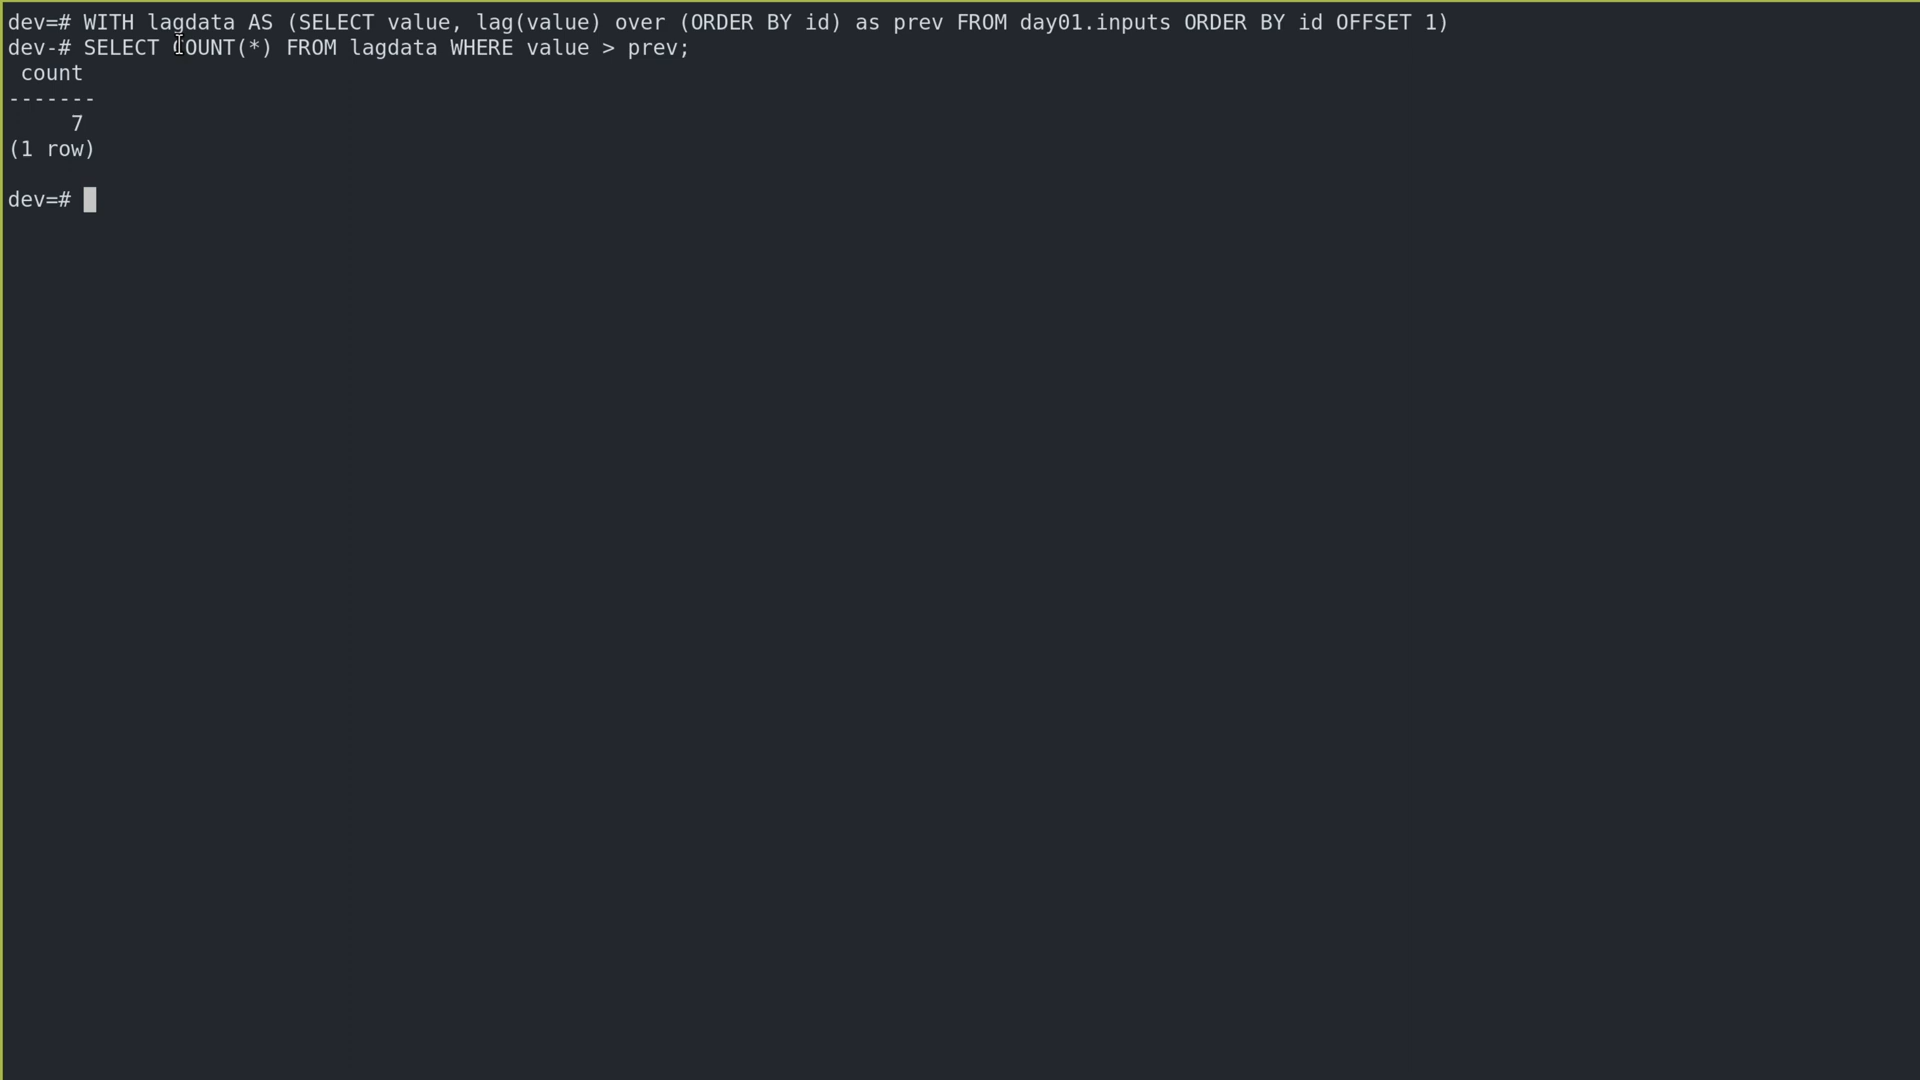 dev=# WITH lagdata AS (SELECT value, lag(value) over (ORDER BY id) as prev FROM day01.inputs ORDER BY id OFFSET 1)
dev-# SELECT COUNT(*) FROM lagdata WHERE value > prev;
 count
-------
     7
(1 row)

dev=#